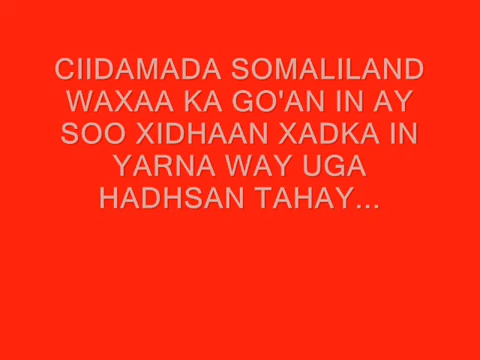 CIIDAMADA SOMALILAND
WAXAA KA GO'AN IN AY
SOO XIDHAAN XADKA IN
YARNA WAY UGA
HADHSAN TAHAY...